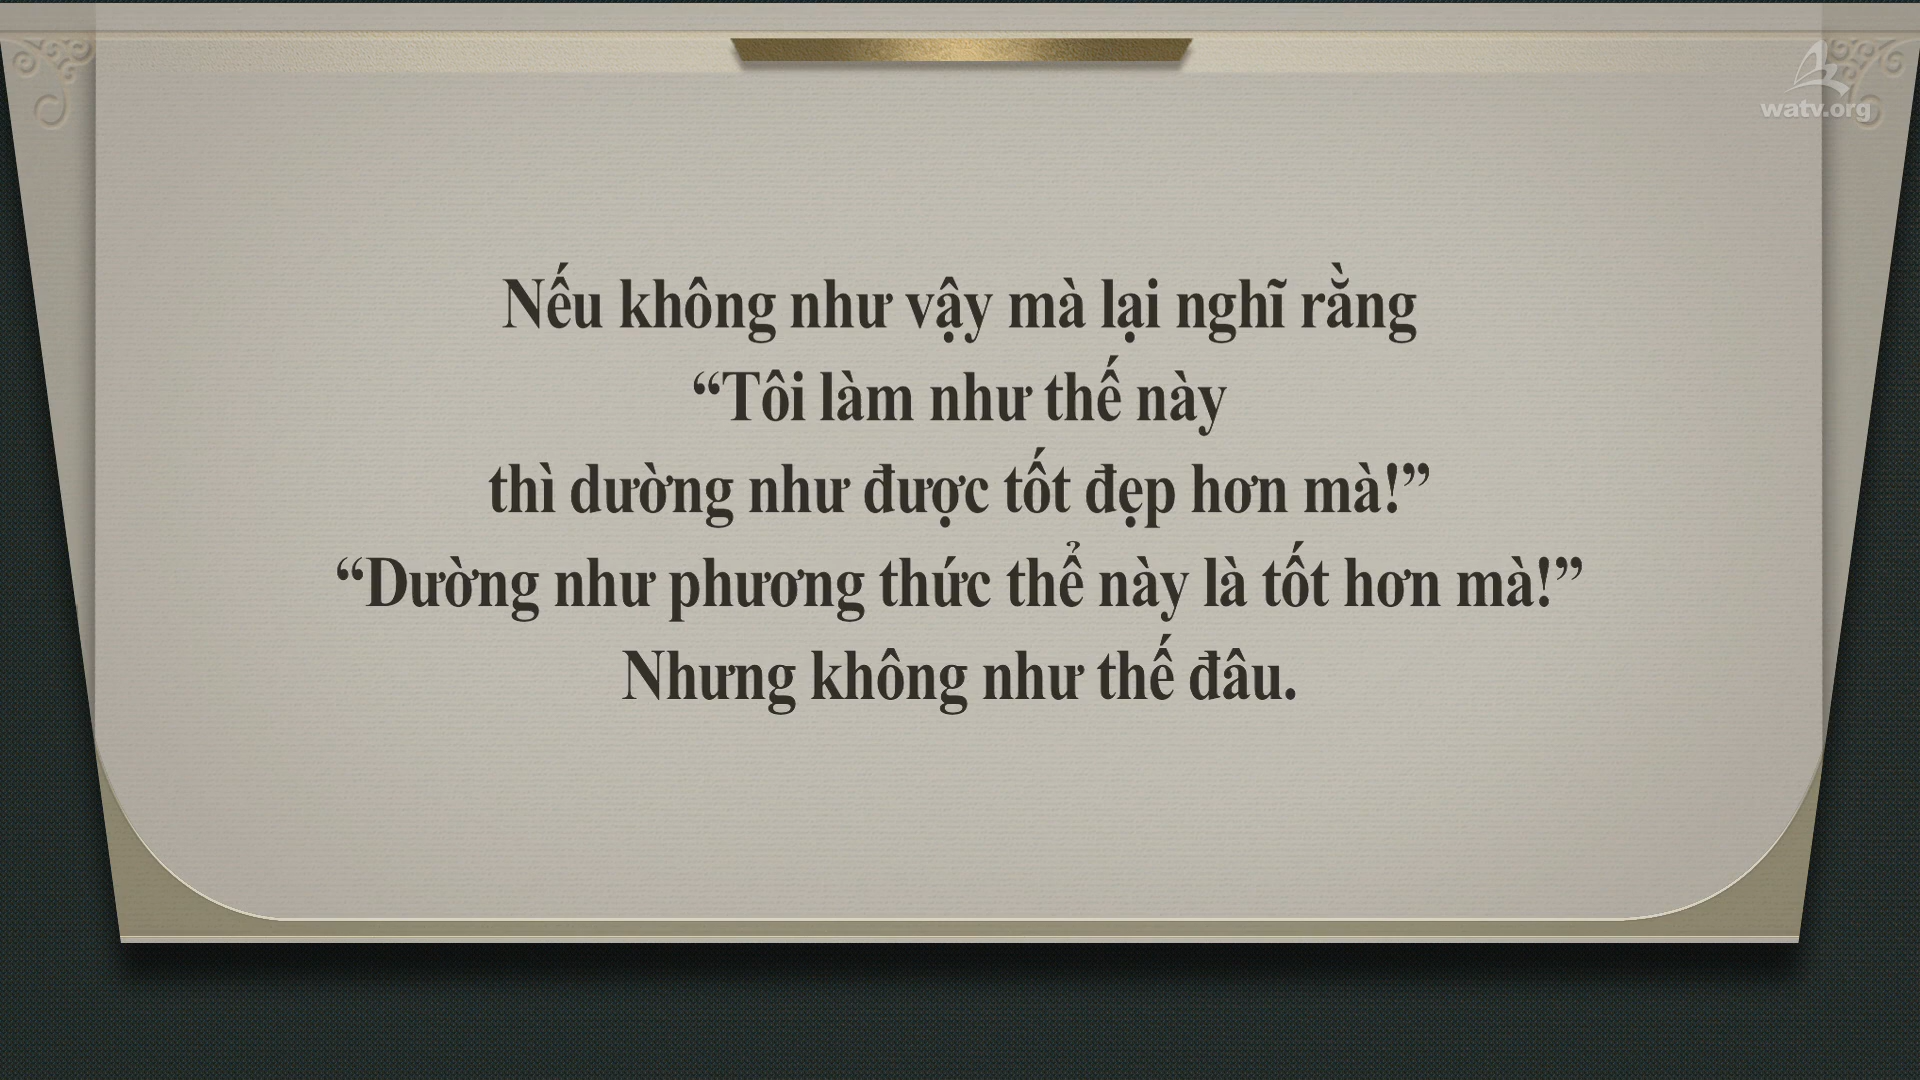 watv.org
Nếu không như vậy mà lại nghĩ rằng
“Tôi làm như thế này
thì dường như được tốt đẹp hơn mà!”
“Dường như phương thức thể này là tốt hơn mà!”
Nhưng không như thế đâu.